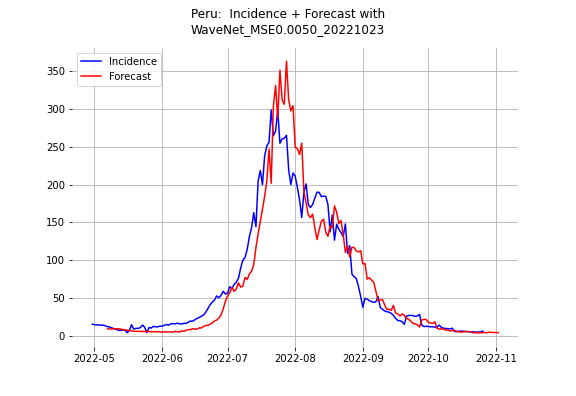 Peru:  Incidence + Forecast with
WaveNet_MSE0.0050_20221023
Incidence
Forecast
350
300
250
200
150
100
50
0
2022-05 2022-06 2022-07 2022-08 2022-09 2022-10 2022-11